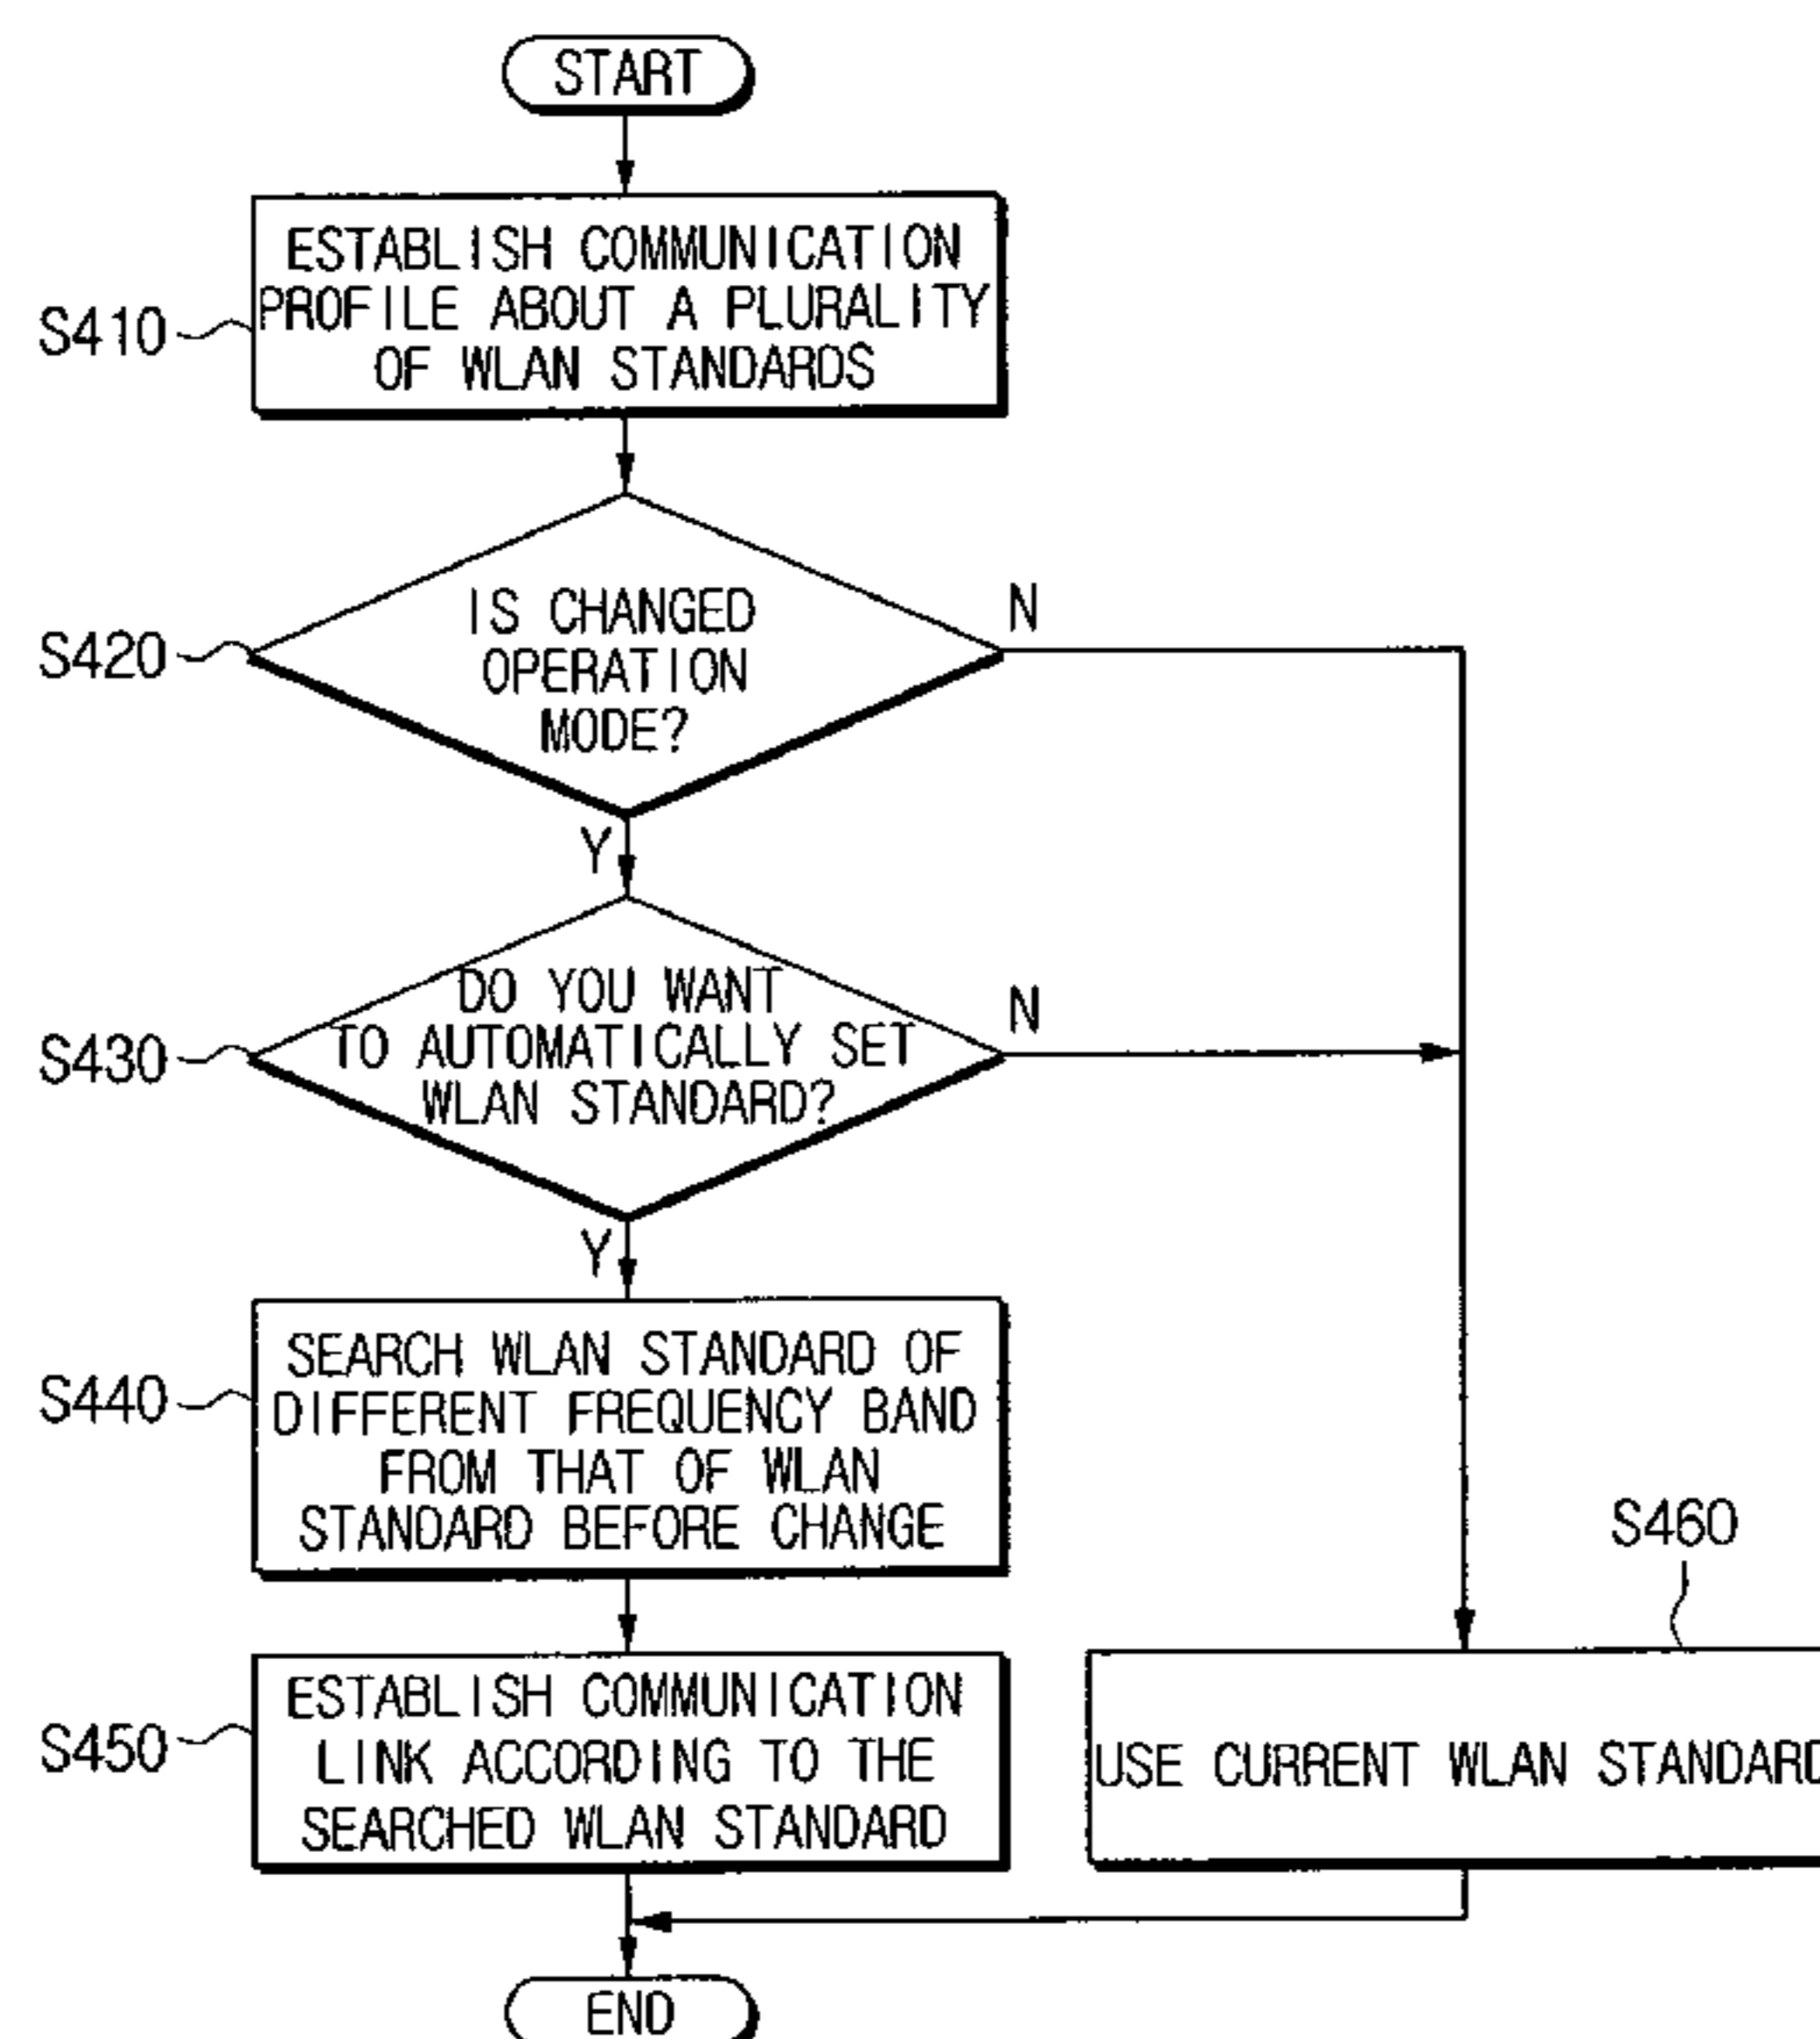 START
ESTABLISH COMMUNICATION
PROFILE ABOUT A PLURALITY
OF WLAN STANDARDS
S410
IS CHANGED
OPERATION
MODE?
S420
N
Y
DO YOU WANT
TO AUTOMATICALLY SET
WLAN STANDARD?
S430
N
Y
SEARCH WLAN STANDARD OF
DIFFERENT FREQUENCY BAND
FROM THAT OF WLAN
STANDARD BEFORE CHANGE
S440
S460
ESTABLISH COMMUNICATION
LINK ACCORDING TO THE
SEARCHED WLAN STANDARD
S450
USE CURRENT WLAN STANDARD
END